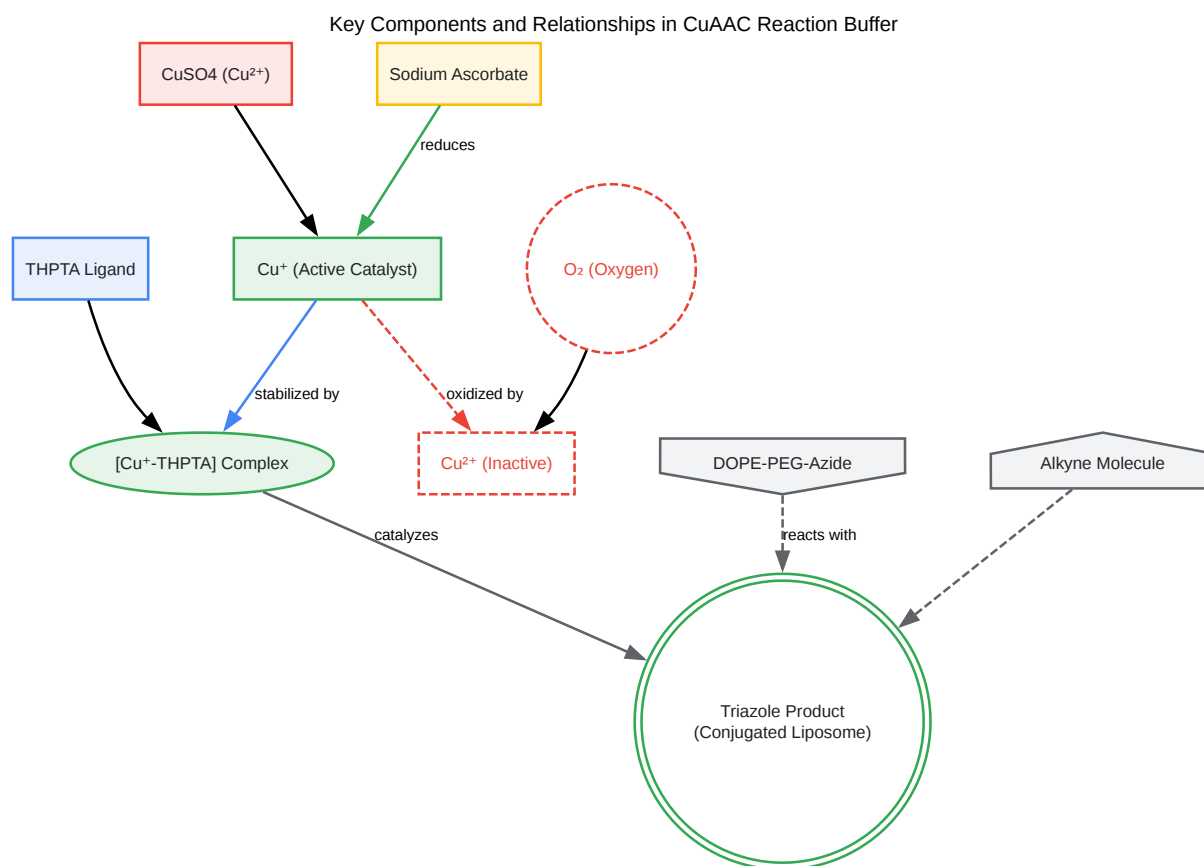 Key Components and Relationships in CuAAC Reaction Buffer
CuSO4 (Cu²⁺)
Sodium Ascorbate
reduces
THPTA Ligand
Cu⁺ (Active Catalyst)
O₂ (Oxygen)
stabilized by
oxidized by
[Cu⁺-THPTA] Complex
Cu²⁺ (Inactive)
DOPE-PEG-Azide
Alkyne Molecule
catalyzes
reacts with
Triazole Product
(Conjugated Liposome)